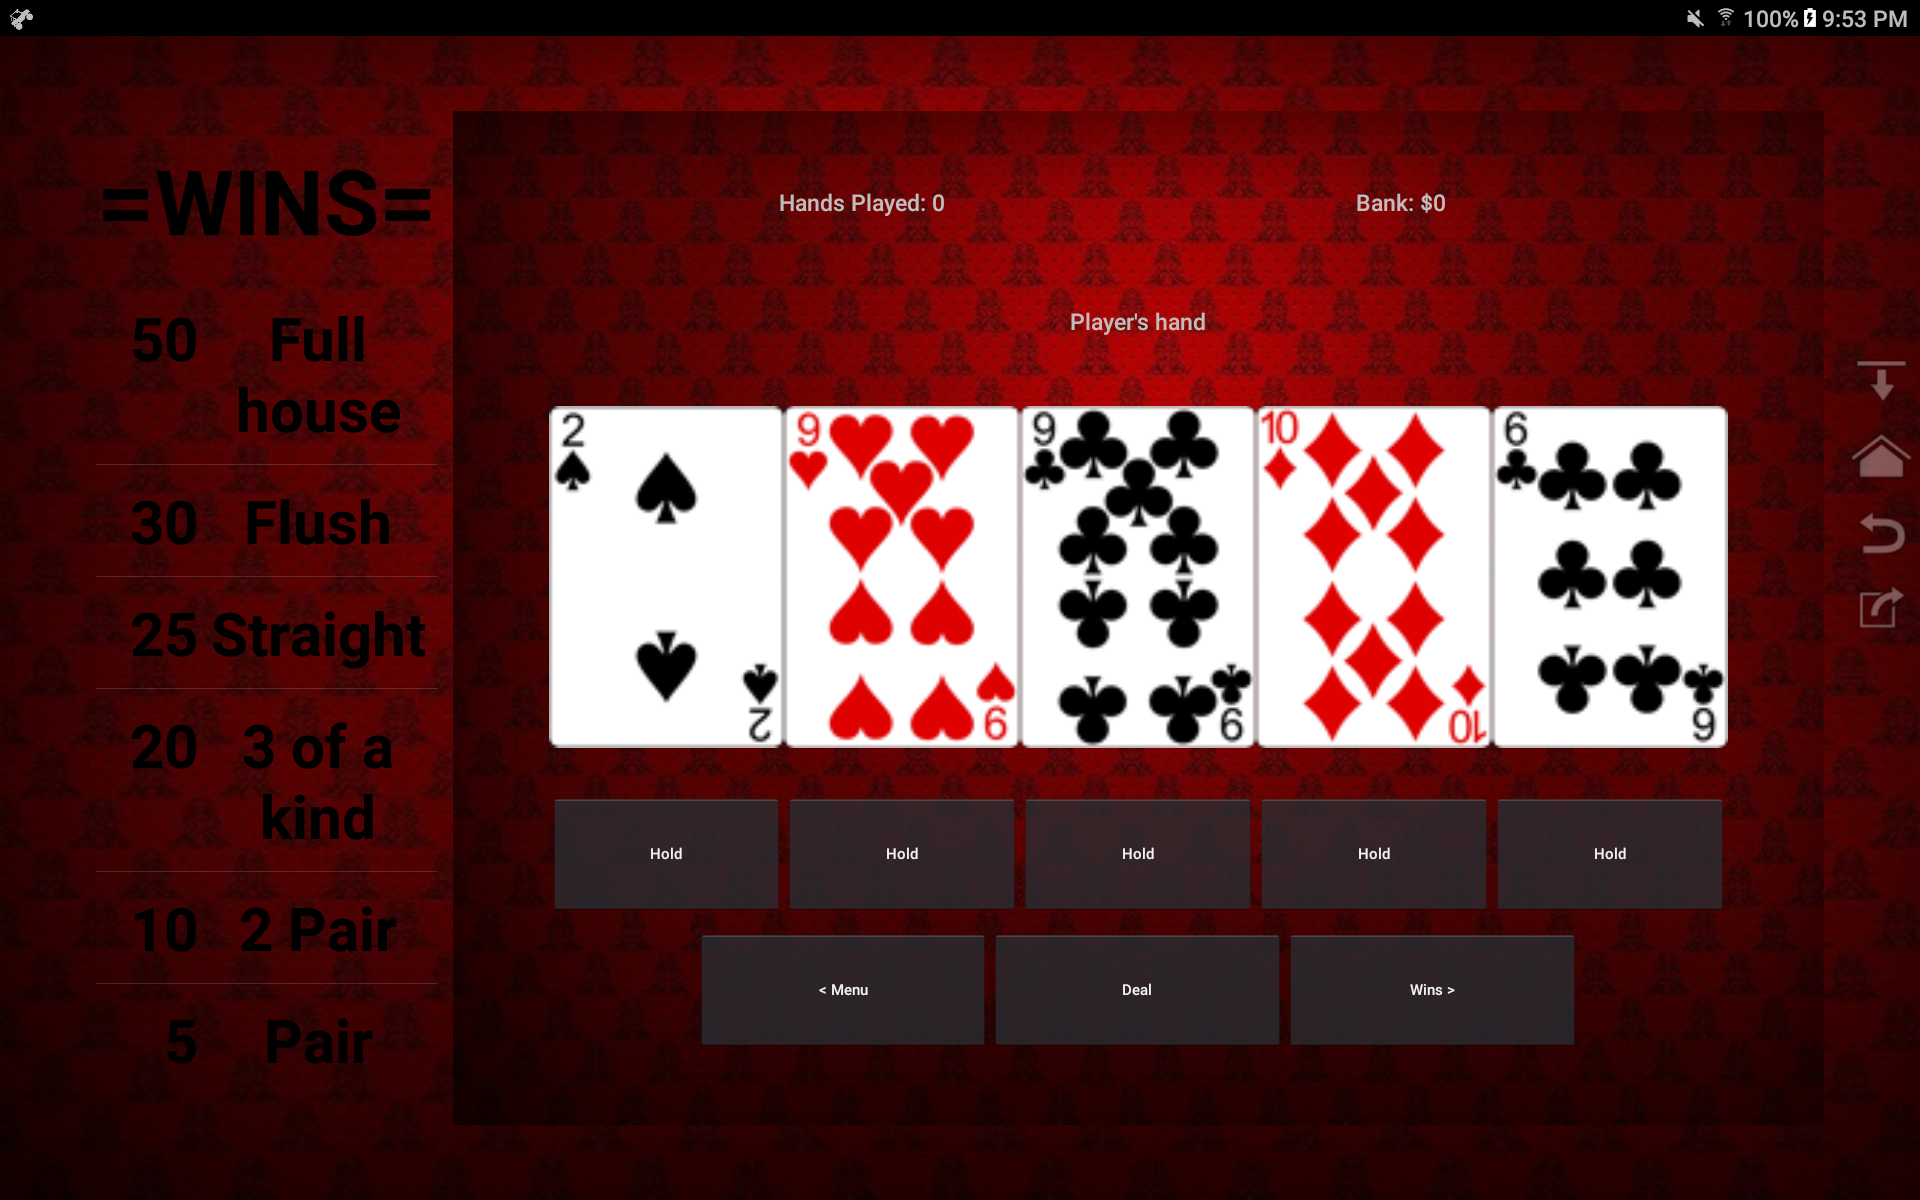 100% 9:53 PM
=WINS=
50 Full
house
30 Flush
25 Straight
20 3 of a
kind
10 2 Pair
5 Pair
Hands Played: 0 Bank: $0
Player's hand
2 9 9 10 6
2 9 9 10 6
Hold Hold Hold Hold Hold
< Menu Deal Wins >